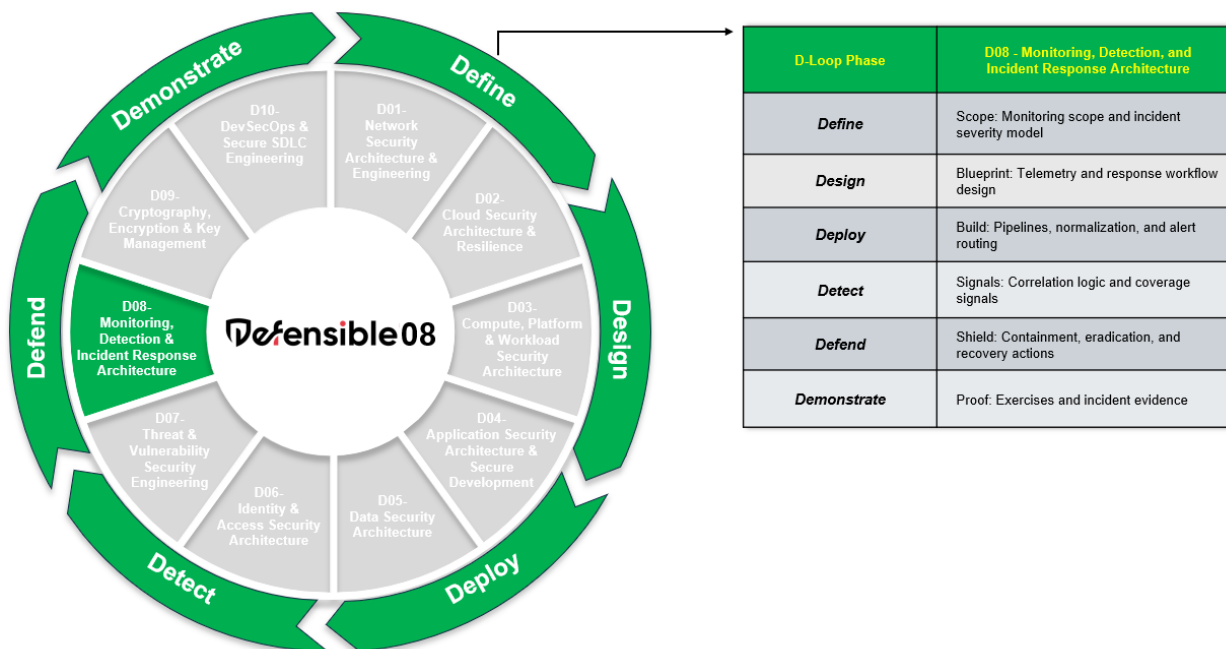 Demonstrate
Define
Design
Deploy
Detect
Defend
D10-
DevSecOps &
Secure SDLC
Engineering
D01-
Network
Security
Architecture &
Engineering
D09-
Cryptography,
Encryption & Key
Management
D02-
Cloud Security
Architecture
& Resilience
D08-
Monitoring,
Detection &
Incident Response
Architecture
Defensible08
D03-
Compute, Platform
& Workload
Security
Architecture
D07-
Threat &
Vulnerability
Security
Engineering
D04-
Application Security
Architecture &
Secure
Development
D06-
Identity &
Access Security
Architecture
D05-
Data Security
Architecture
D-Loop Phase
D08 - Monitoring, Detection, and
Incident Response Architecture
Define
Scope: Monitoring scope and incident
severity model
Design
Blueprint: Telemetry and response workflow
design
Deploy
Build: Pipelines, normalization, and alert
routing
Detect
Signals: Correlation logic and coverage
signals
Defend
Shield: Containment, eradication, and
recovery actions
Demonstrate
Proof: Exercises and incident evidence